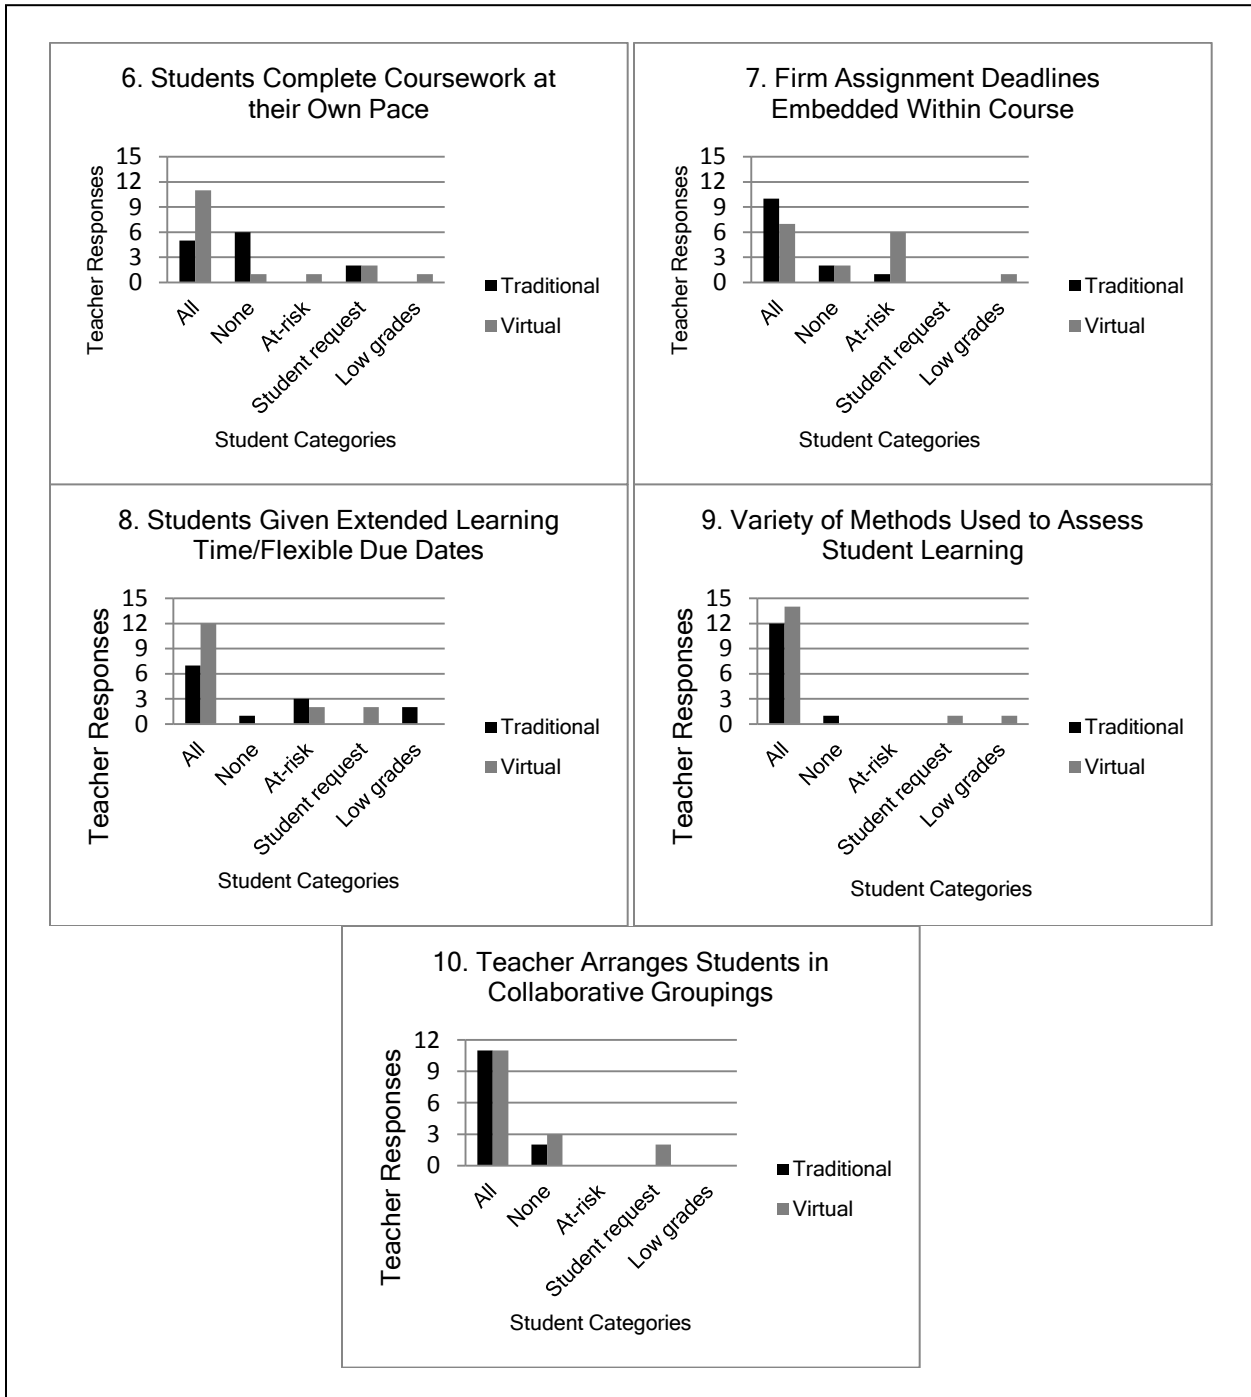 6. Students Complete Coursework at
their Own Pace
Teacher Responses
15
12
9
6
3
0
All
None
At-risk
Student request
Low grades
Traditional
Virtual
Student Categories
7. Firm Assignment Deadlines
Embedded Within Course
Teacher Responses
15
12
9
6
3
0
All
None
At-risk
Student request
Low grades
Traditional
Virtual
Student Categories
8. Students Given Extended Learning
Time/Flexible Due Dates
Teacher Responses
15
12
9
6
3
0
All
None
At-risk
Student request
Low grades
Traditional
Virtual
Student Categories
9. Variety of Methods Used to Assess
Student Learning
Teacher Responses
15
12
9
6
3
0
All
None
At-risk
Student request
Low grades
Traditional
Virtual
Student Categories
10. Teacher Arranges Students in
Collaborative Groupings
Teacher Responses
12
9
6
3
0
All
None
At-risk
Student request
Low grades
Traditional
Virtual
Student Categories